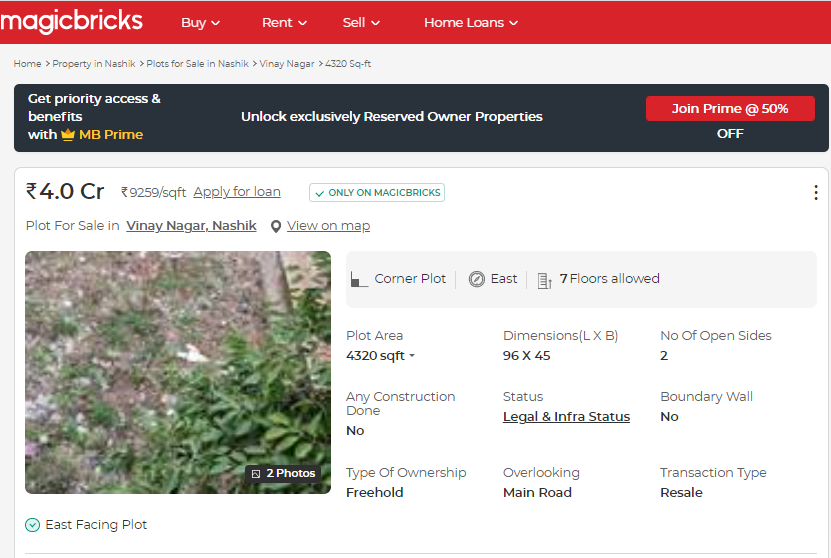 magicbricks
Buy Rent Sell Home Loans
Home > Property in Nashik > Plots for Sale in Nashik > Vinay Nagar > 4320 Sq-ft
Get priority access &
benefits
with MB Prime
Unlock exclusively Reserved Owner Properties
Join Prime @ 50%
OFF
₹4.0 Cr ₹9259/sqft Apply for loan ONLY ON MAGICBRICKS
Plot For Sale in Vinay Nagar, Nashik View on map
Corner Plot East 7 Floors allowed
Plot Area Dimensions(L X B) No Of Open Sides
4320 sqft 96 X 45 2
Any Construction
Done
No
Status
Legal & Infra Status
Boundary Wall
No
Type Of Ownership Overlooking Transaction Type
Freehold Main Road Resale
2 Photos
East Facing Plot